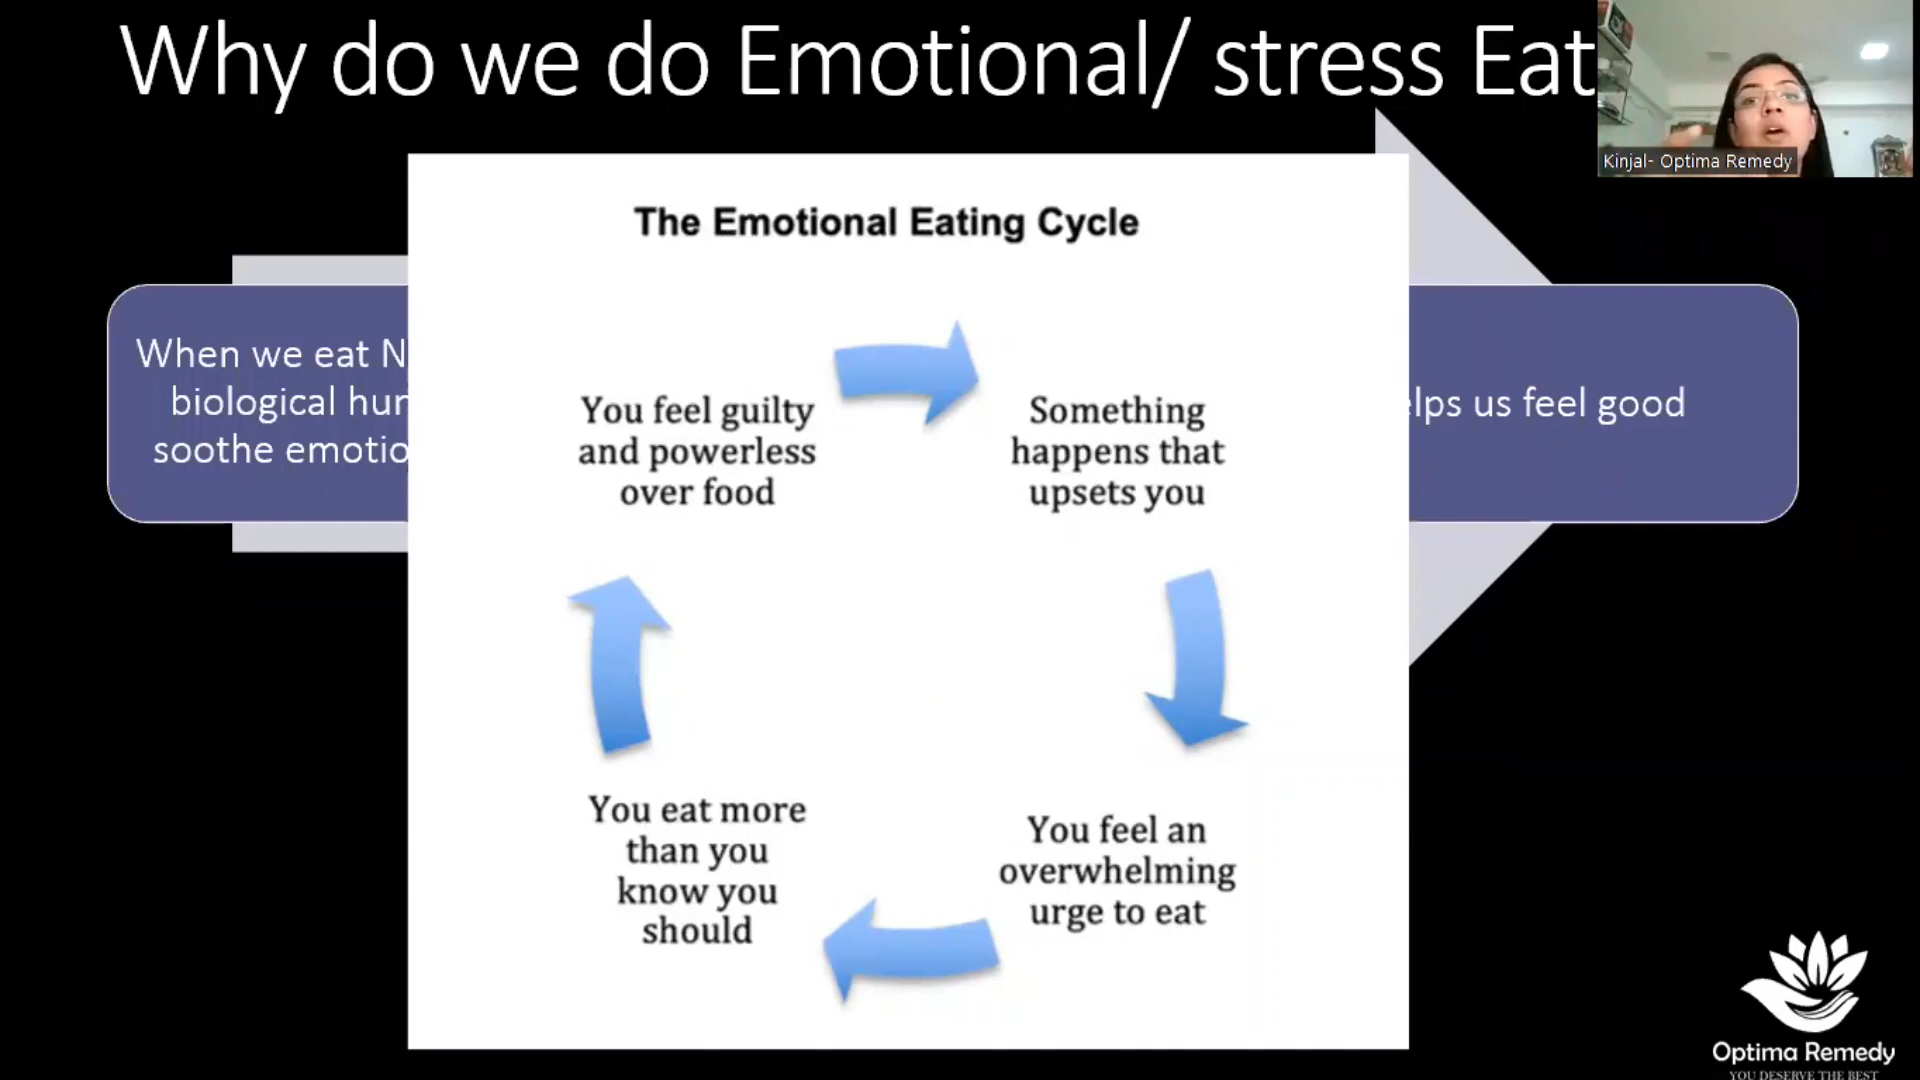 Why do we do Emotional/ stress Eat
Kinjal- Optima Remedy
The Emotional Eating Cycle
When we eat N
biological hur
soothe emotio
You feel guilty
and powerless
over food
Something
happens that
upsets you
elps us feel good
You eat more
than you
know you
should
You feel an
overwhelming
urge to eat
Optima Remedy
YOU DESERVE THE BEST